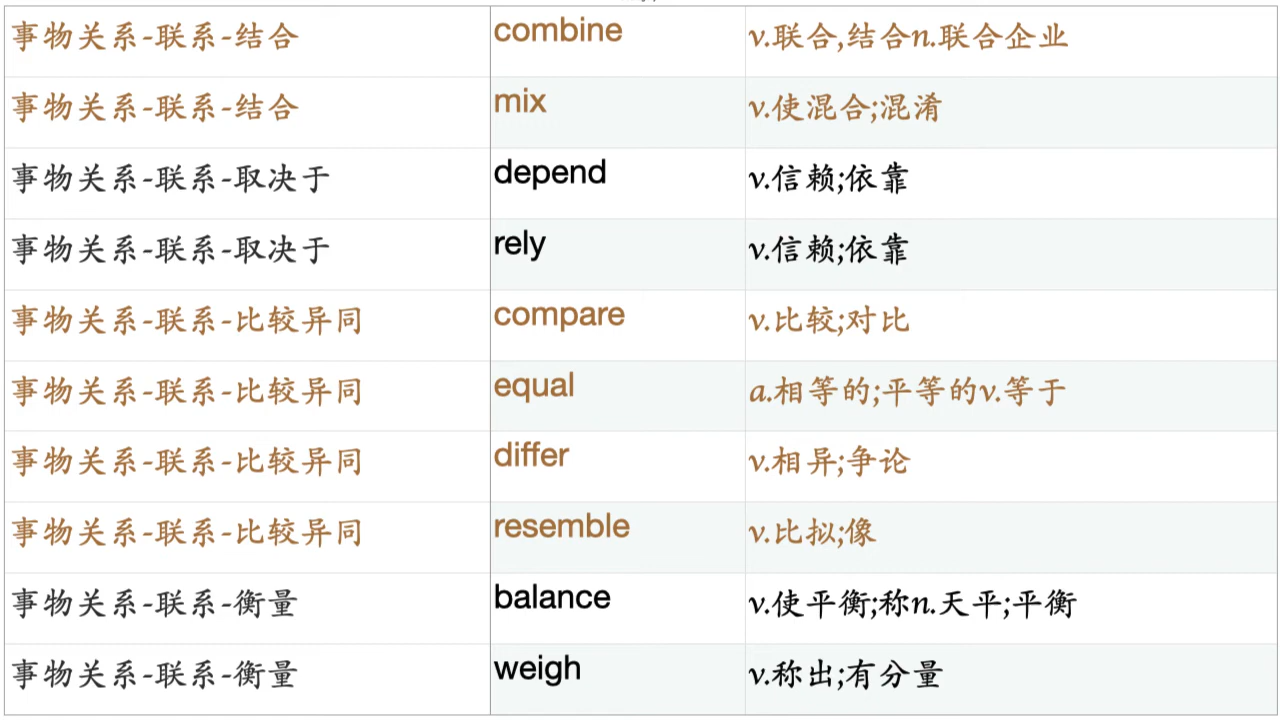 事物关系-联系-结合 combine v.联合,结合n.联合企业
事物关系-联系-结合 mix v.使混合;混淆
事物关系-联系-取决于 depend v.信赖;依靠
事物关系-联系-取决于 rely v.信赖;依靠
事物关系-联系-比较异同 compare v.比较;对比
事物关系-联系-比较异同 equal a.相等的;平等的v.等于
事物关系-联系-比较异同 differ v.相异;争论
事物关系-联系-比较异同 resemble v.比拟;像
事物关系-联系-衡量 balance v.使平衡;称n.天平;平衡
事物关系-联系-衡量 weigh v.称出;有分量